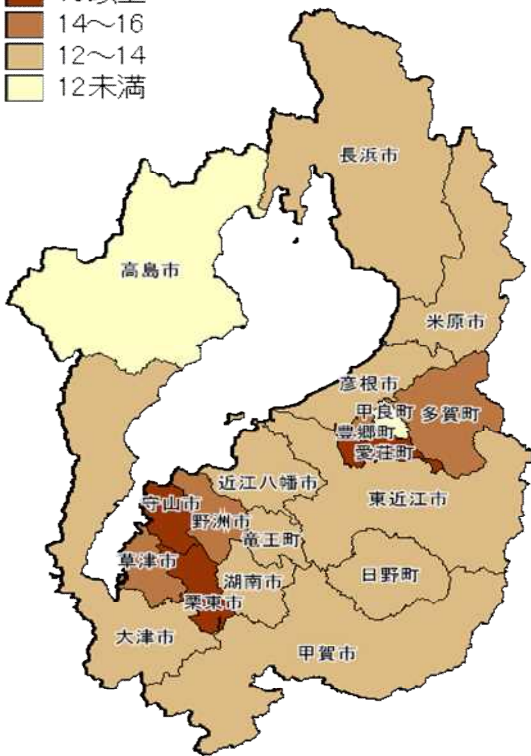 14～16
12～14
12未満
長浜市
高島市
米原市
彦根市
甲良町
多賀町
豊郷町
愛荘町
近江八幡市
東近江市
守山市
野洲市
竜王町
草津市
湖南市
日野町
栗東市
大津市
甲賀市